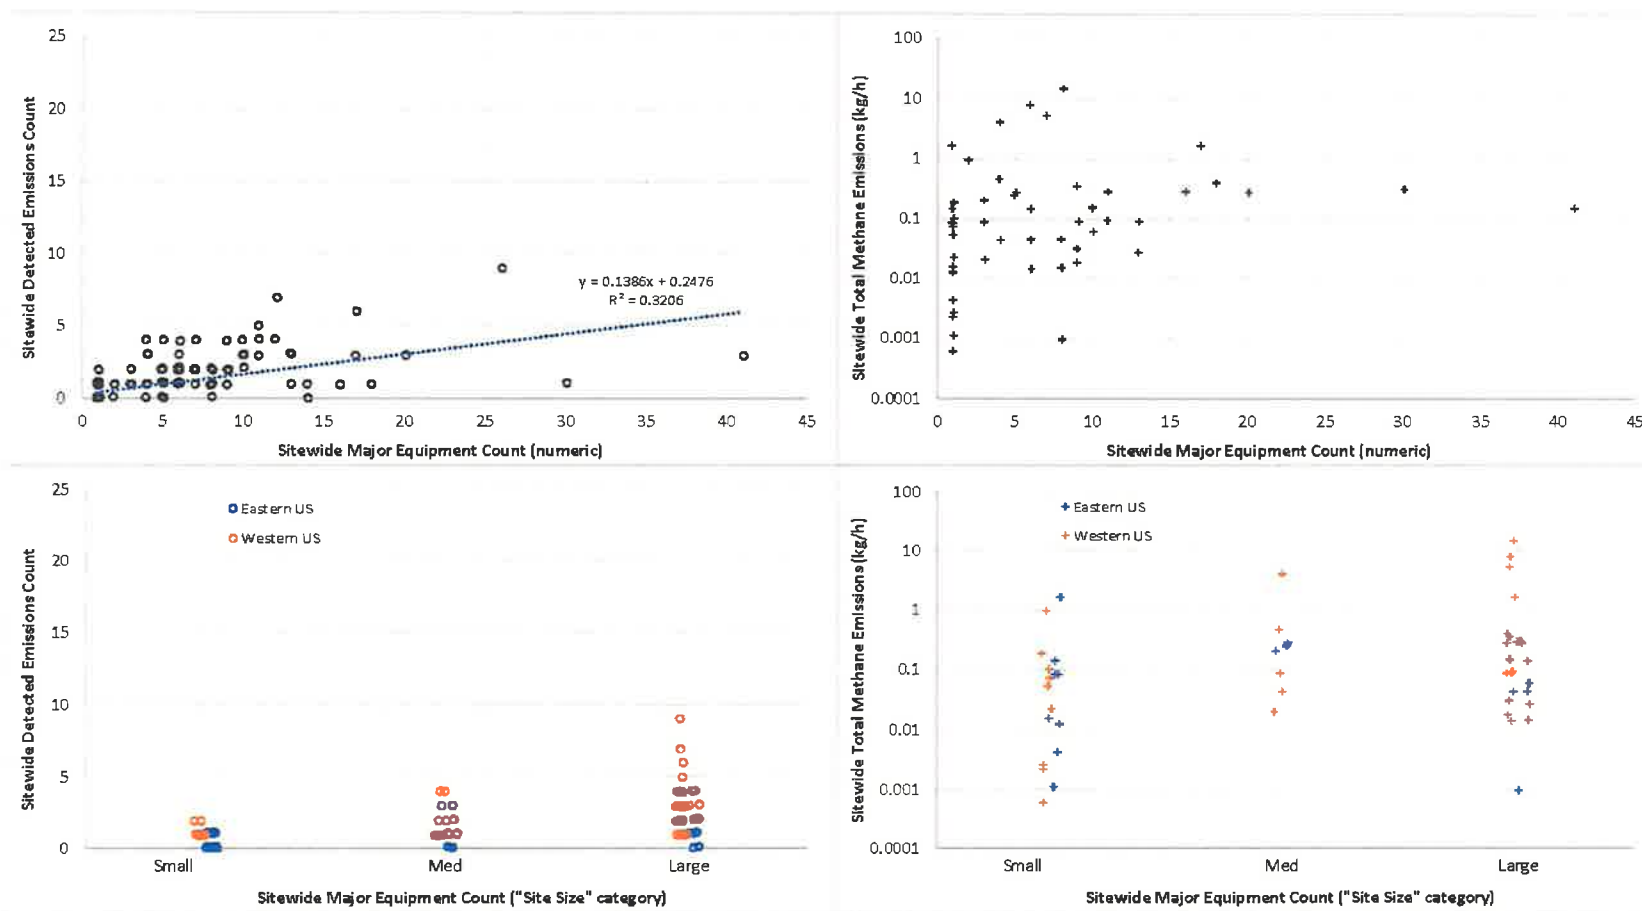 25
20
15
10
5
0
Sitewide Detected Emissions Count
y = 0.1386x + 0.2476
R² = 0.3206
0 5 10 15 20 25 30 35 40 45
Sitewide Major Equipment Count (numeric)
100
10
1
0.1
0.01
0.001
0.0001
Sitewide Total Methane Emissions (kg/h)
0 5 10 15 20 25 30 35 40 45
Sitewide Major Equipment Count (numeric)
25
20
15
10
5
0
Sitewide Detected Emissions Count
Eastern US
Western US
Small Med Large
Sitewide Major Equipment Count ("Site Size" category)
100
10
1
0.1
0.01
0.001
0.0001
Sitewide Total Methane Emissions (kg/h)
Eastern US
Western US
Small Med Large
Sitewide Major Equipment Count ("Site Size" category)